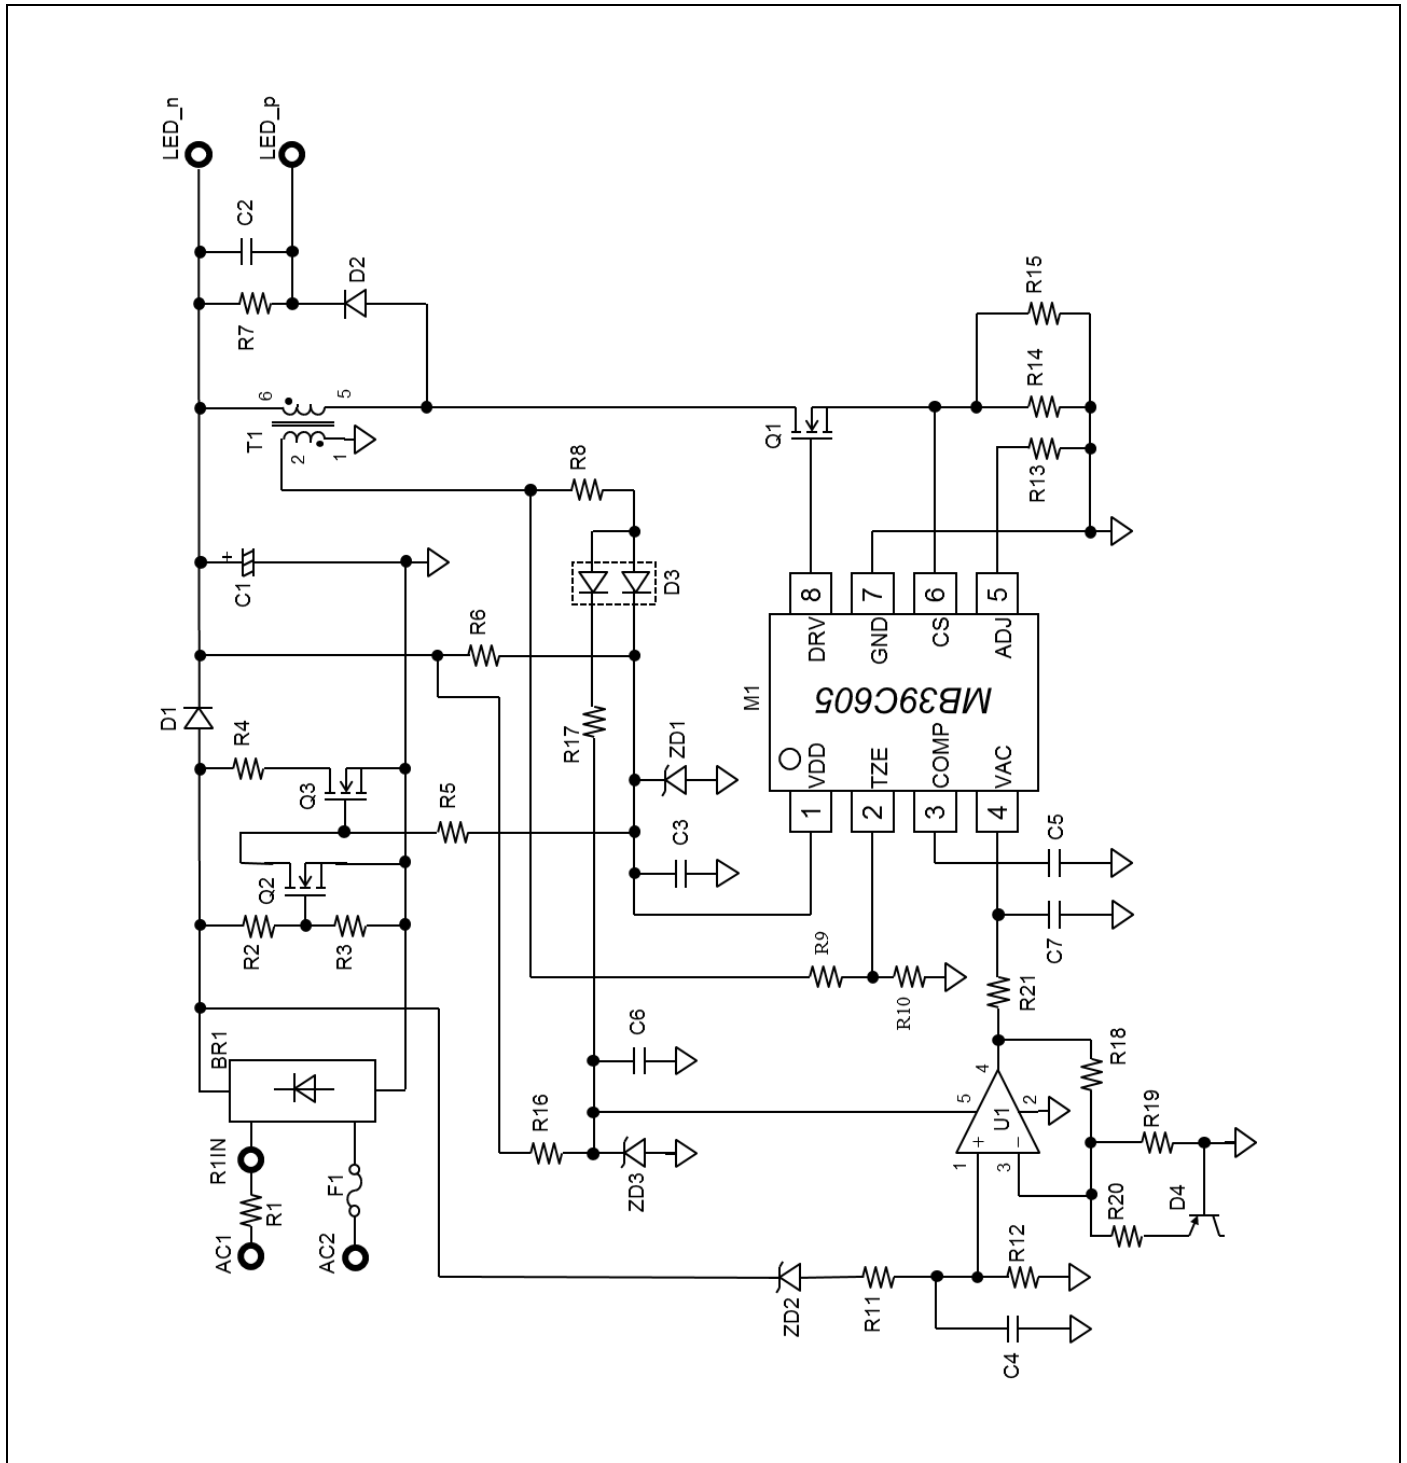 LED_n
LED_p
C2
D2
R7
R15
R14
R13
6
5
T1
2
1
Q1
R8
+
C1
D3
R6
8
7
6
5
DRV
GND
CS
ADJ
M1
MB39C605
VDD
TZE
COMP
VAC
1
2
3
4
D1
R4
Q3
R17
ZD1
R5
C3
C5
Q2
R2
R3
R9
C7
R10
R21
BR1
C6
R18
4
5
U1
2
+
−
1
3
R16
R19
R1IN
F1
ZD3
R20
D4
R1
AC1
AC2
R12
ZD2
R11
C4